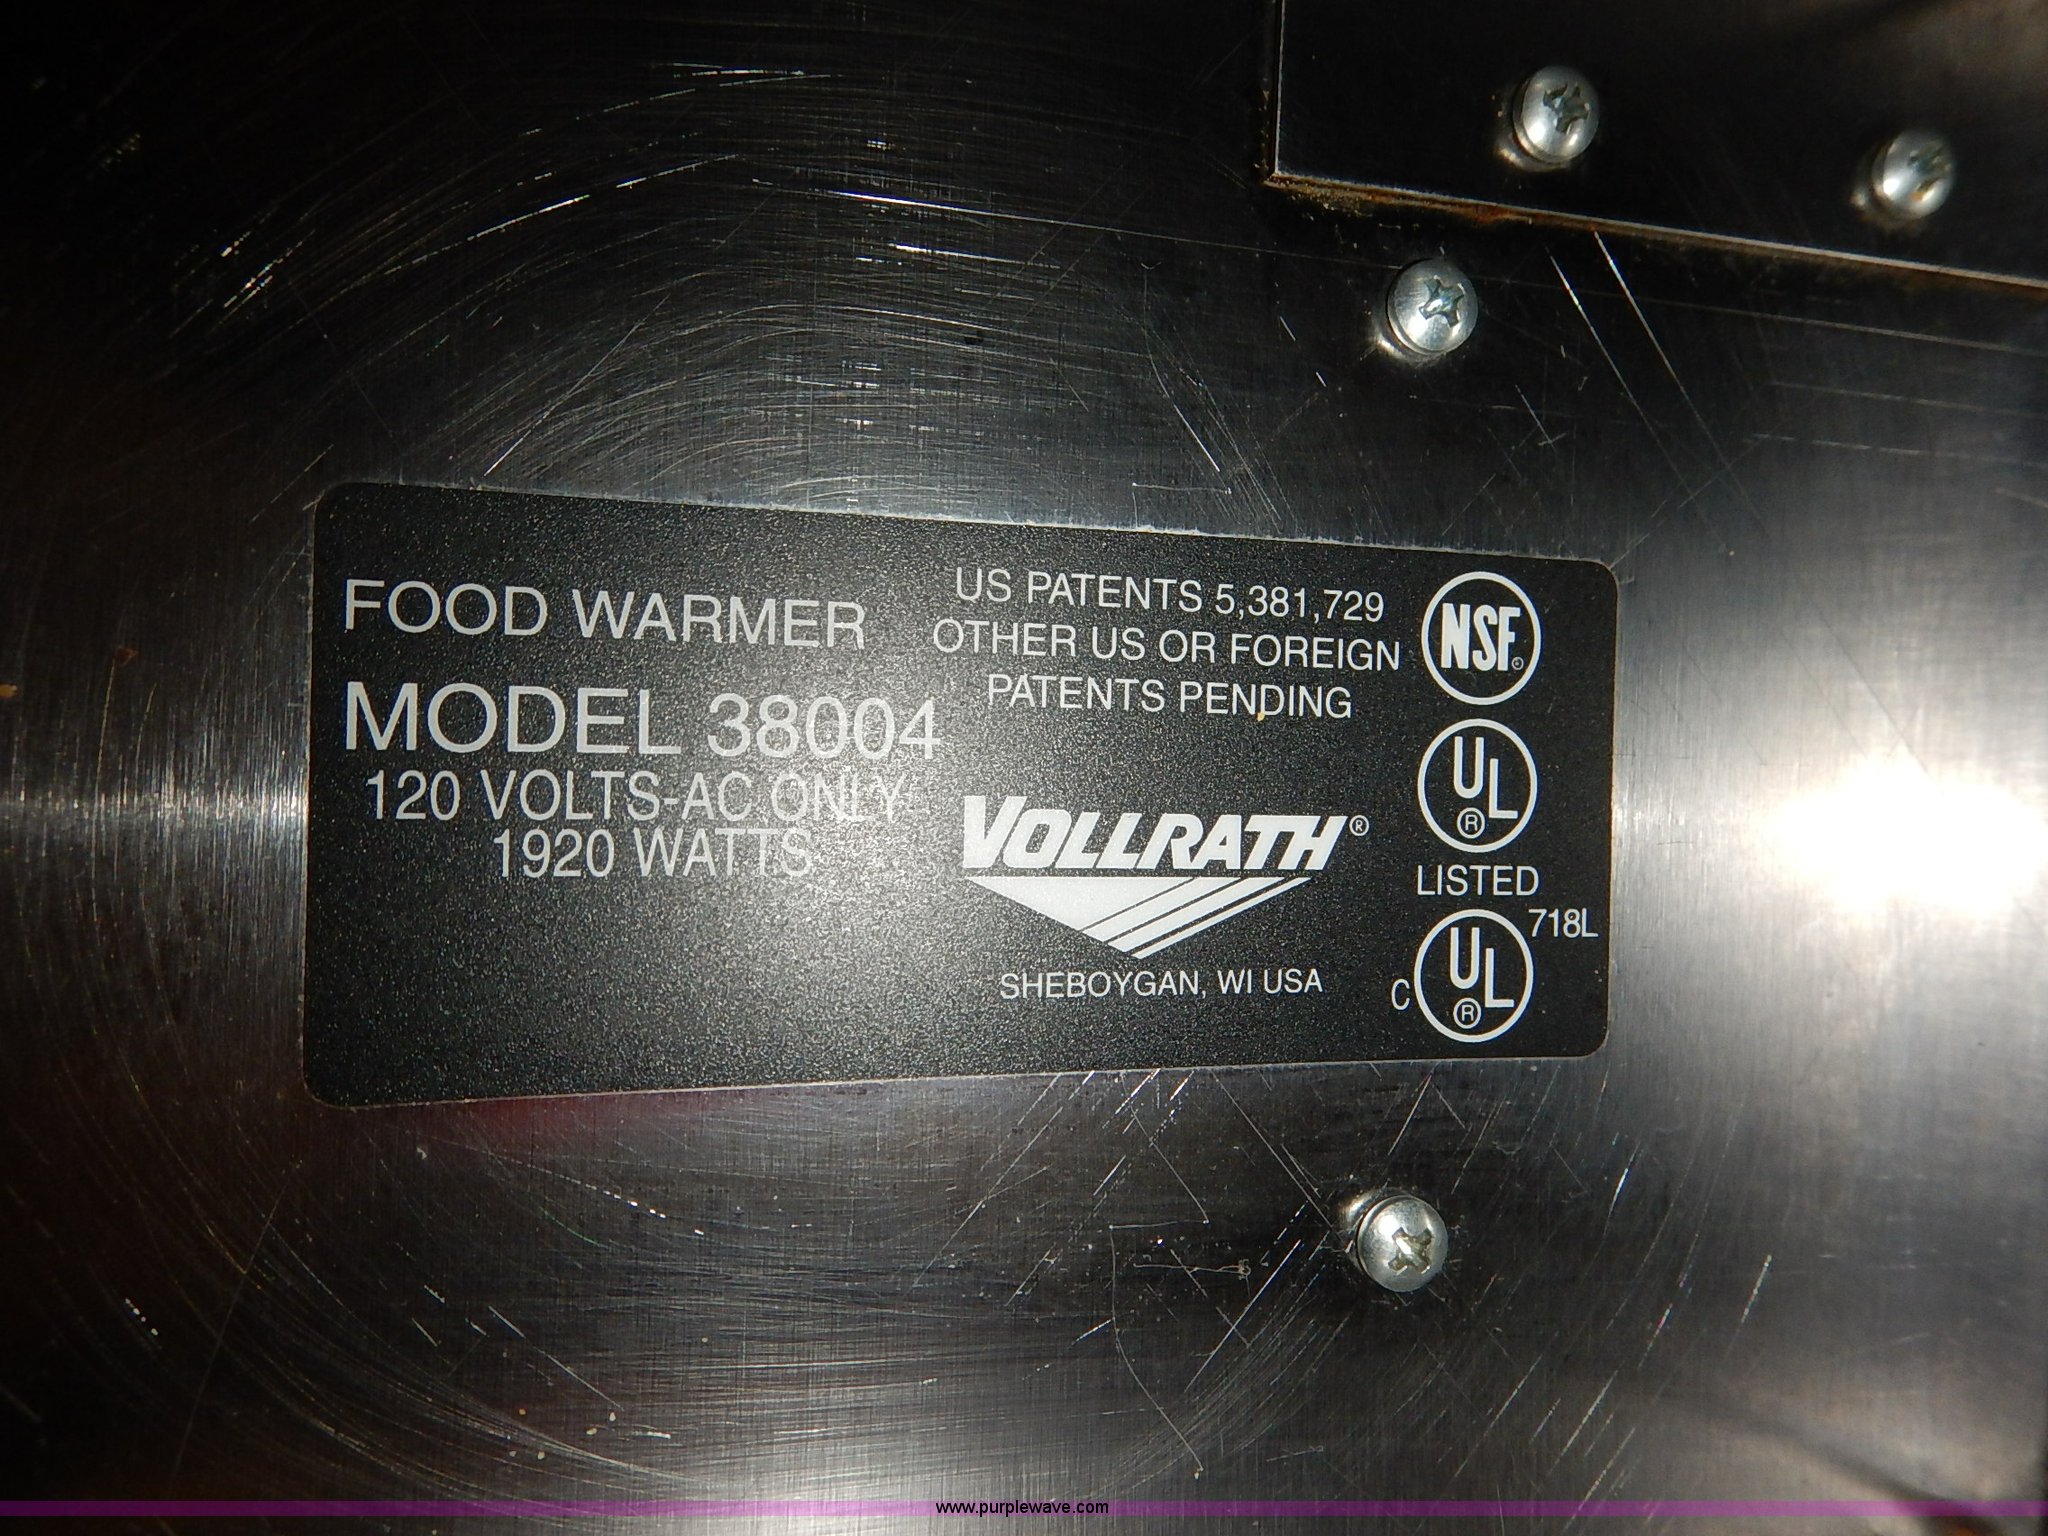 FOOD WARMER
MODEL 38004
120 VOLTS-AC ONLY
1920 WATTS
US PATENTS 5,381,729
OTHER US OR FOREIGN
PATENTS PENDING
VOLLRATH®
SHEBOYGAN, WI USA
NSF®
UL®
LISTED
718L
C UL®
www.purplewave.com